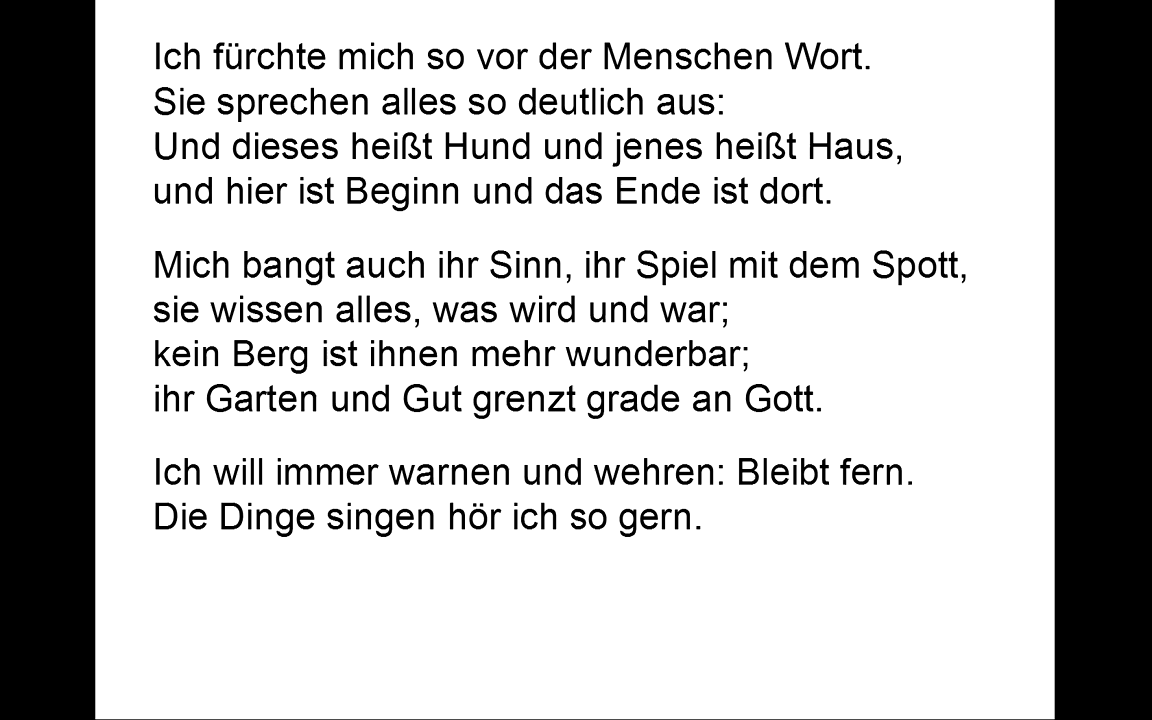 Ich fürchte mich so vor der Menschen Wort.
Sie sprechen alles so deutlich aus:
Und dieses heißt Hund und jenes heißt Haus,
und hier ist Beginn und das Ende ist dort.
Mich bangt auch ihr Sinn, ihr Spiel mit dem Spott,
sie wissen alles, was wird und war;
kein Berg ist ihnen mehr wunderbar;
ihr Garten und Gut grenzt grade an Gott.
Ich will immer warnen und wehren: Bleibt fern.
Die Dinge singen hör ich so gern.